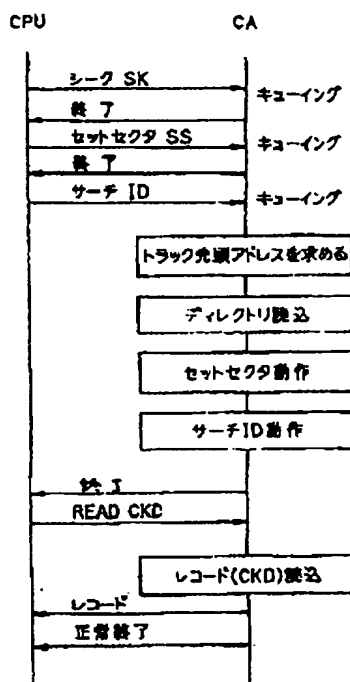 CPU CA
シーク SK
キューイング
終了
セットセクタ SS
キューイング
終了
サーチ ID
キューイング
トラック先頭アドレスを求める
ディレクトリ読込
セットセクタ動作
サーチID動作
終了
READ CKD
レコード(CKD)読込
レコード
正常終了